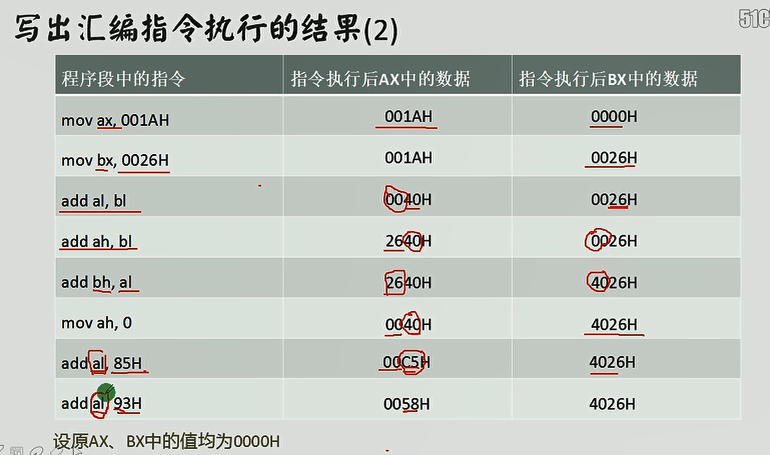 写出汇编指令执行的结果(2)
51C
程序段中的指令 指令执行后AX中的数据 指令执行后BX中的数据
mov ax, 001AH 001AH 0000H
mov bx, 0026H 001AH 0026H
add al, bl 0040H 0026H
add ah, bl 2640H 0026H
add bh, al 2640H 4026H
mov ah, 0 0040H 4026H
add al, 85H 00C5H 4026H
add al, 93H 0058H 4026H
设原AX、BX中的值均为0000H